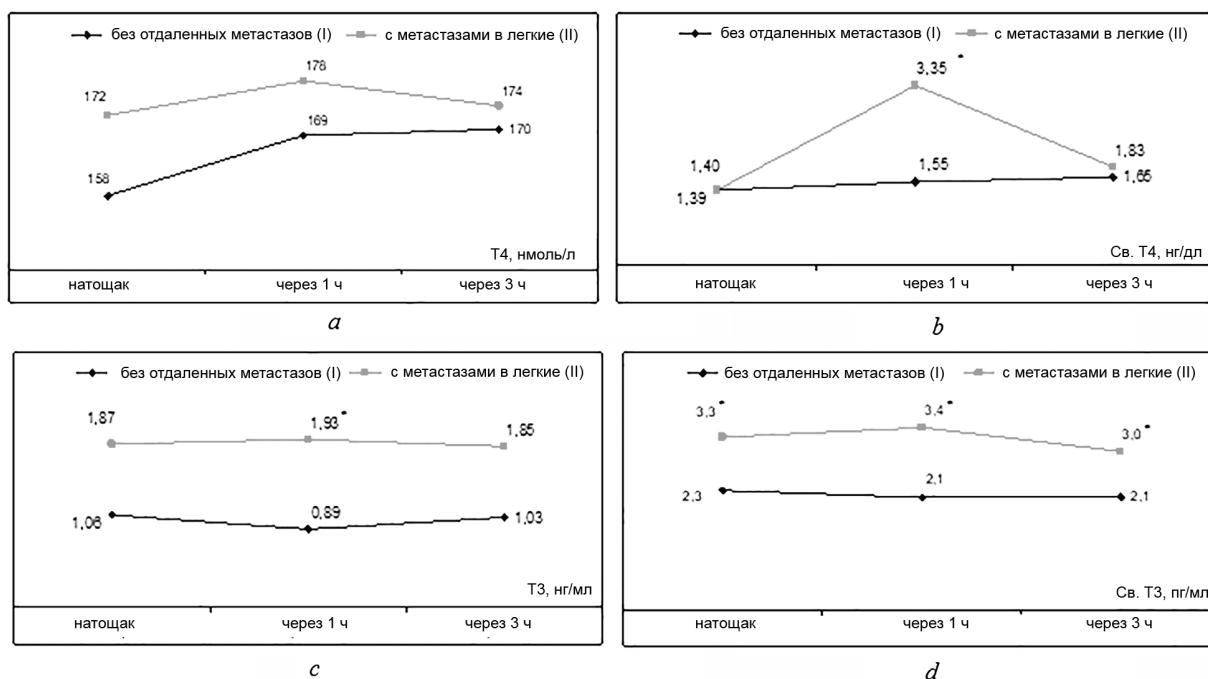 без отдаленных метастазов (I) с метастазами в легкие (II)
178
172
174
169
170
158
Т4, нмоль/л
натощак через 1 ч через 3 ч
a
без отдаленных метастазов (I) с метастазами в легкие (II)
3,35 *
1,40
1,83
1,55
1,39
1,65
Св. Т4, нг/дл
натощак через 1 ч через 3 ч
b
без отдаленных метастазов (I) с метастазами в легкие (II)
1,87
1,93 *
1,85
1,06
0,89
1,03
Т3, нг/мл
натощак через 1 ч через 3 ч
c
без отдаленных метастазов (I) с метастазами в легкие (II)
3,3 *
3,4 *
3,0 *
2,3
2,1
2,1
Св. Т3, пг/мл
натощак через 1 ч через 3 ч
d